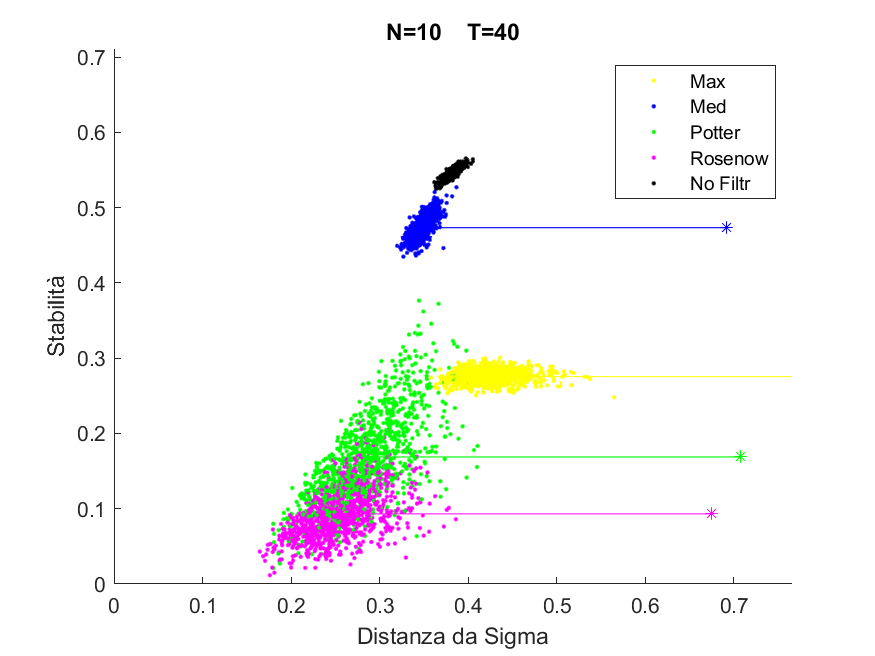 N=10 T=40
0.7
0.6
0.5
0.4
0.3
0.2
0.1
0
Stabilità
Max
Med
Potter
Rosenow
No Filtr
0 0.1 0.2 0.3 0.4 0.5 0.6 0.7
Distanza da Sigma